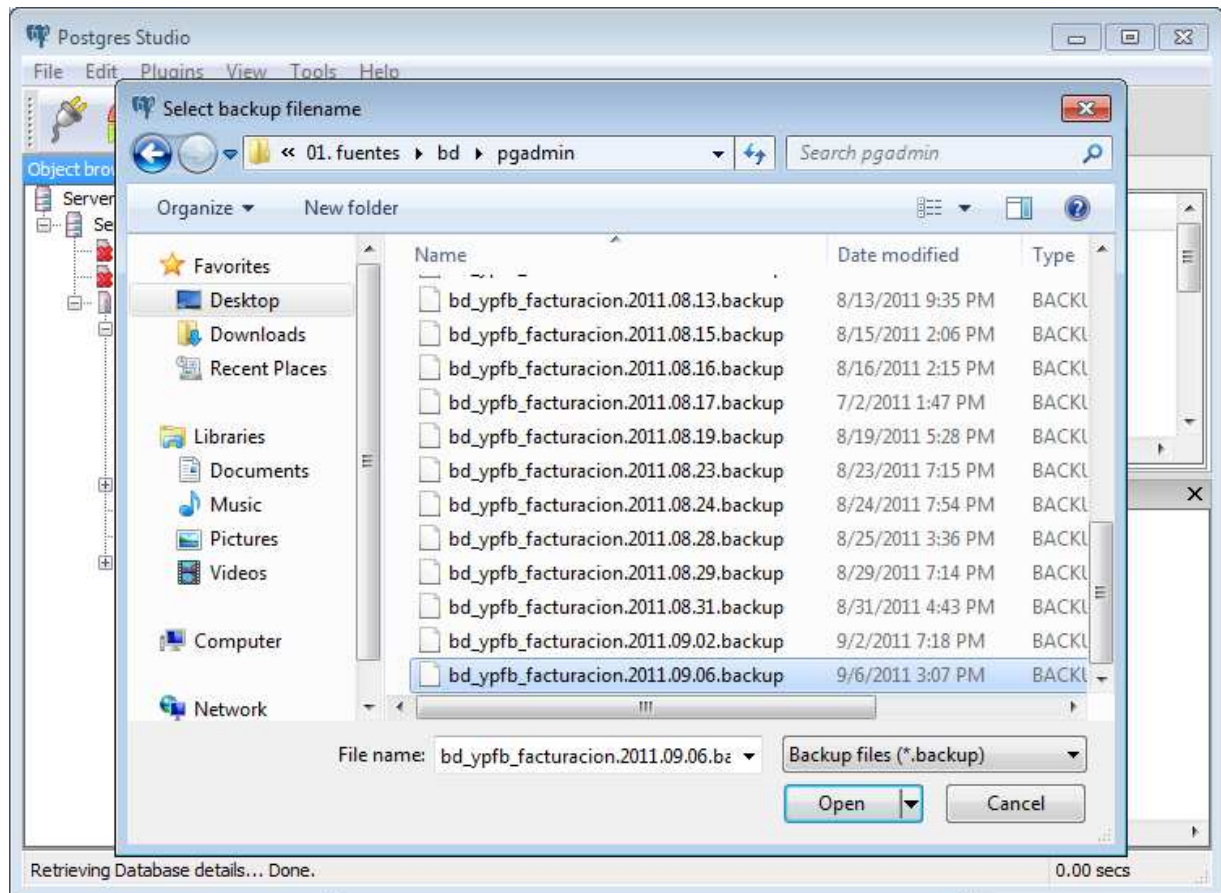 Postgres Studio
File Edit Plugins View Tools Help
Select backup filename
« 01. fuentes bd pgadmin
Search pgadmin
Object brow
Organize New folder
Server
Se
Favorites
Desktop
Downloads
Recent Places
Libraries
Documents
Music
Pictures
Videos
Computer
Network
Name Date modified Type
bd_ypfb_facturacion.2011.08.13.backup 8/13/2011 9:35 PM BACKU
bd_ypfb_facturacion.2011.08.15.backup 8/15/2011 2:06 PM BACKU
bd_ypfb_facturacion.2011.08.16.backup 8/16/2011 2:15 PM BACKU
bd_ypfb_facturacion.2011.08.17.backup 7/2/2011 1:47 PM BACKU
bd_ypfb_facturacion.2011.08.19.backup 8/19/2011 5:28 PM BACKU
bd_ypfb_facturacion.2011.08.23.backup 8/23/2011 7:15 PM BACKU
bd_ypfb_facturacion.2011.08.24.backup 8/24/2011 7:54 PM BACKU
bd_ypfb_facturacion.2011.08.28.backup 8/25/2011 3:36 PM BACKU
bd_ypfb_facturacion.2011.08.29.backup 8/29/2011 7:14 PM BACKU
bd_ypfb_facturacion.2011.08.31.backup 8/31/2011 4:43 PM BACKU
bd_ypfb_facturacion.2011.09.02.backup 9/2/2011 7:18 PM BACKU
bd_ypfb_facturacion.2011.09.06.backup 9/6/2011 3:07 PM BACKU
File name: bd_ypfb_facturacion.2011.09.06.ba Backup files (*.backup)
Open Cancel
Retrieving Database details... Done. 0.00 secs